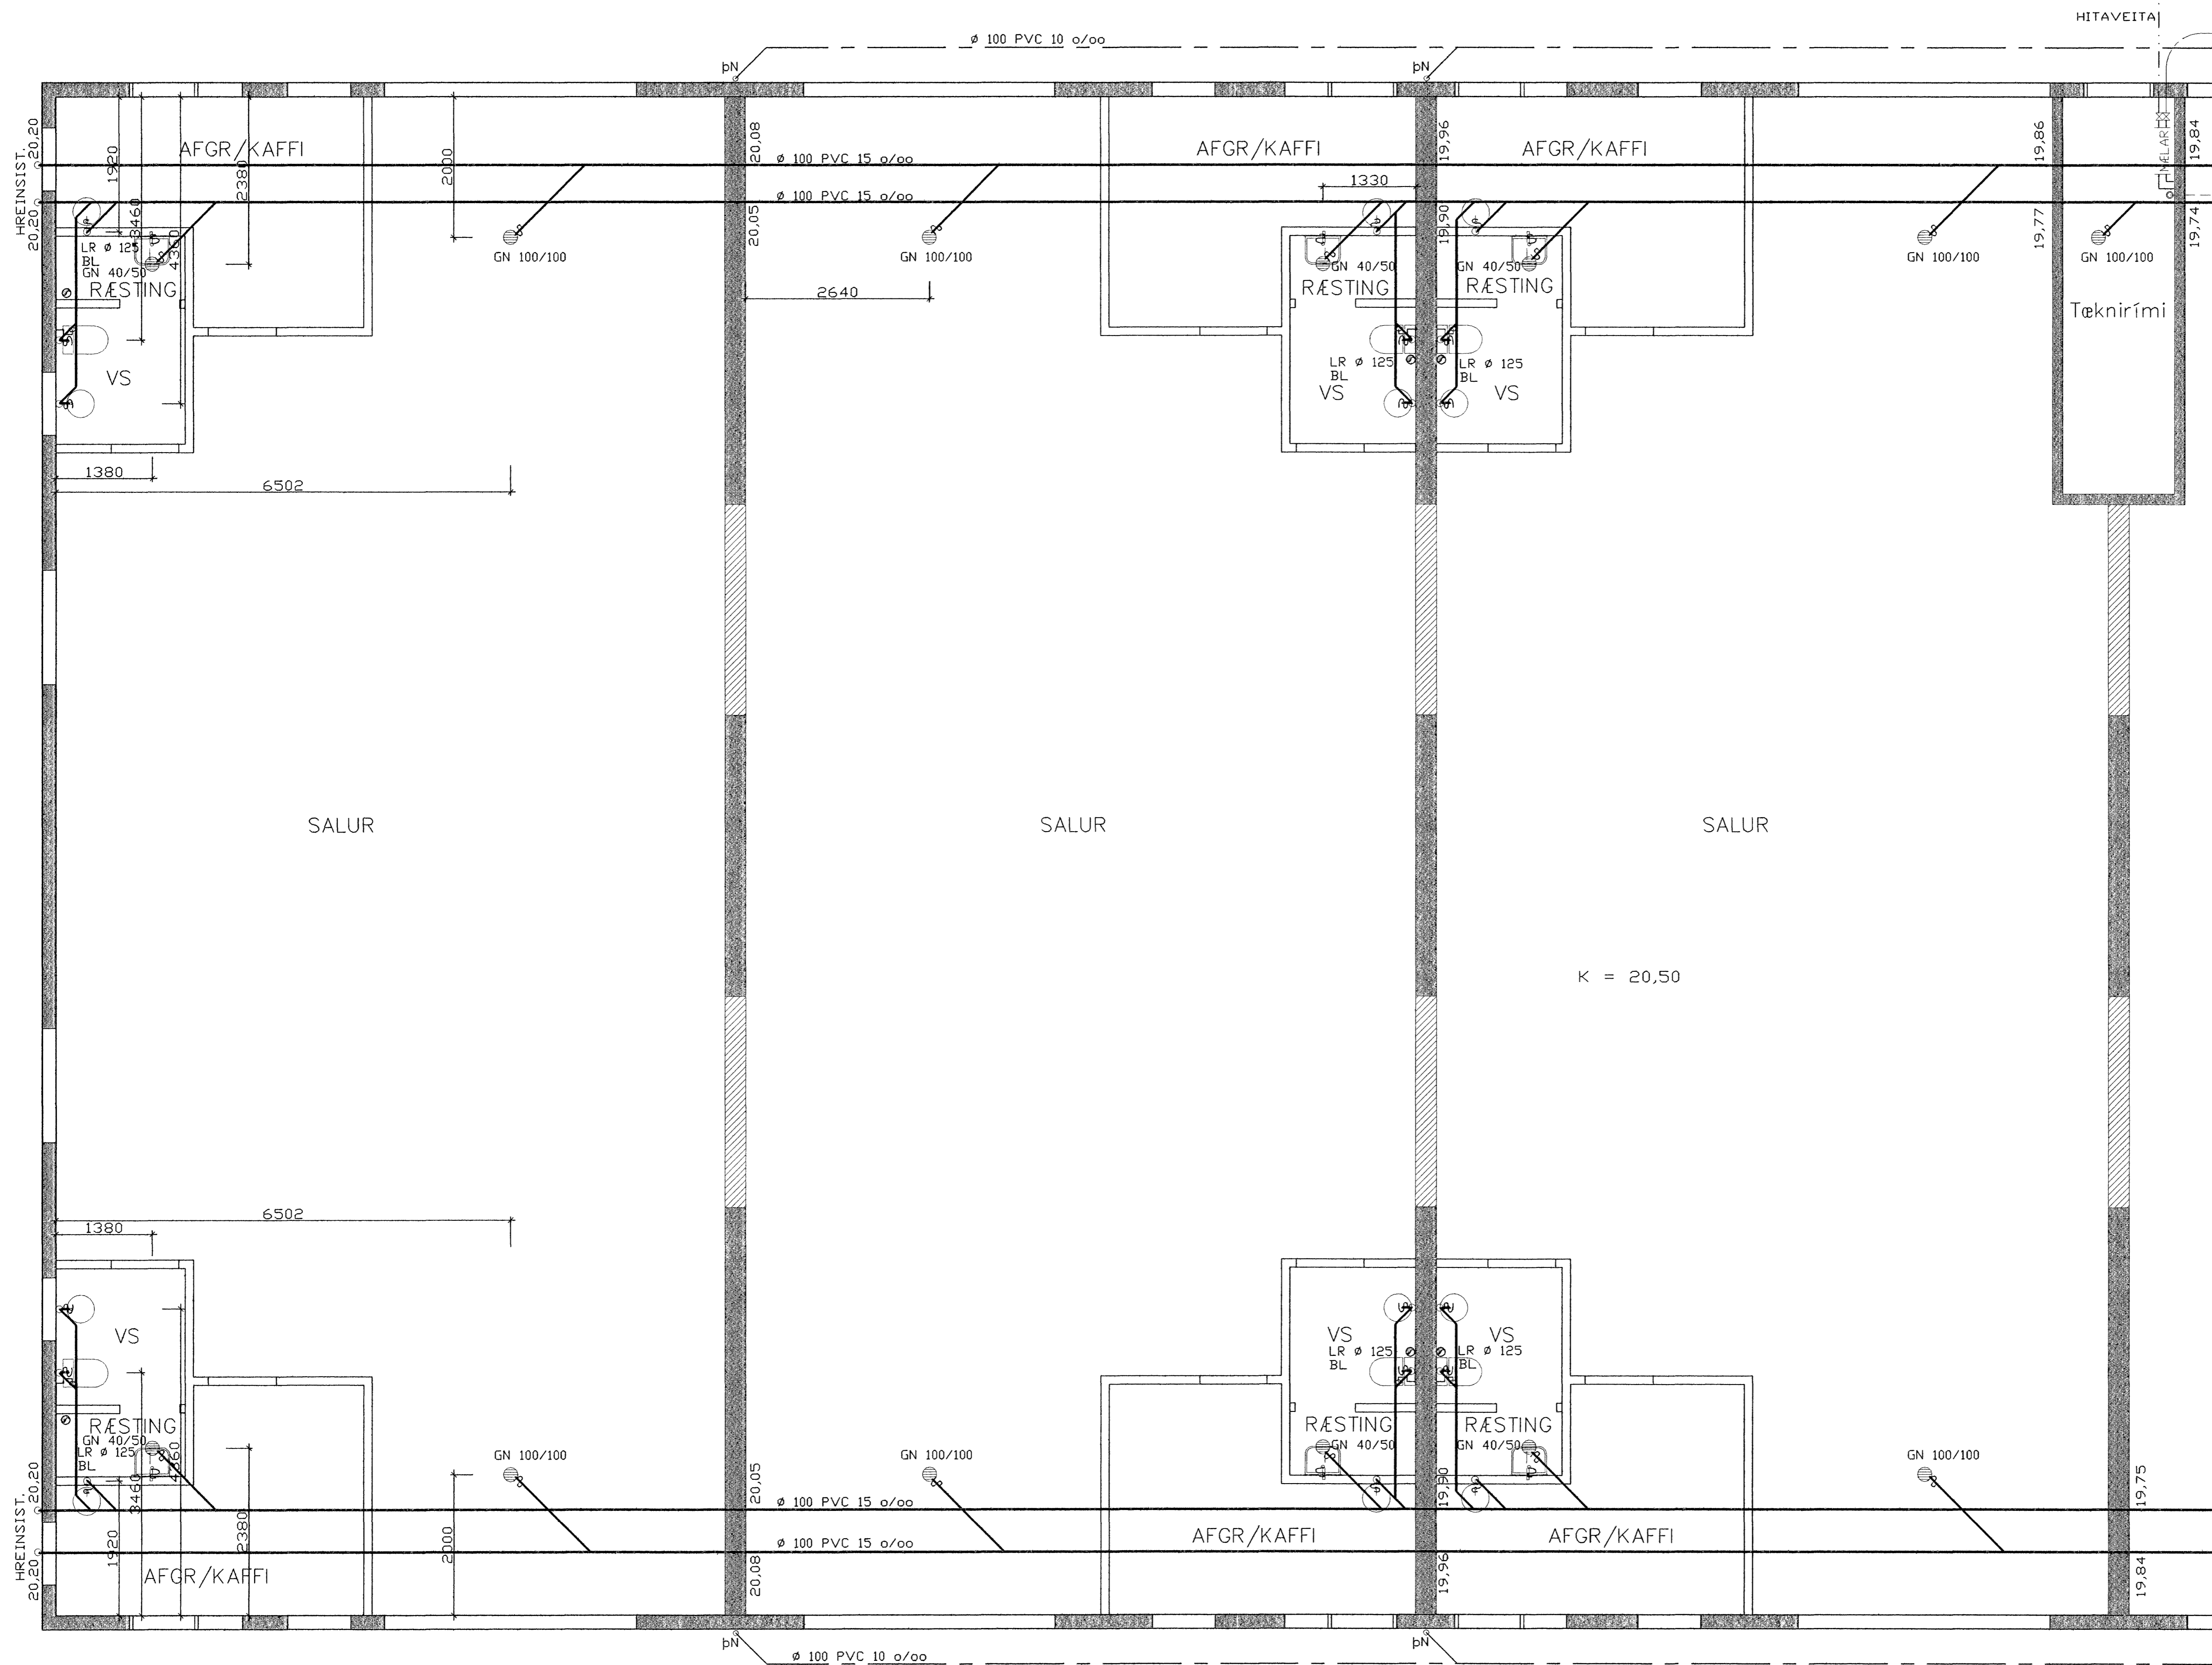 HITAVEITA
ø 100 PVC 10 o/oo
þN
þN
HREINSIST.
20,20
20,20
AFGR/KAFFI
1920
3460
4360
2380
2000
20,08
20,05
ø 100 PVC 15 o/oo
ø 100 PVC 15 o/oo
AFGR/KAFFI
1330
19,96
19,90
AFGR/KAFFI
19,86
19,77
MÆLAR
19,84
19,74
LR ø 125
BL
GN 40/50
RÆSTING
VS
GN 100/100
GN 100/100
2640
GN 40/50
RÆSTING
LR ø 125
BL
VS
GN 40/50
RÆSTING
LR ø 125
BL
VS
GN 100/100
GN 100/100
Tæknirími
1380
6502
SALUR
SALUR
SALUR
K = 20,50
6502
1380
VS
RÆSTING
GN 40/50
LR ø 125
BL
VS
LR ø 125
BL
RÆSTING
GN 40/50
VS
LR ø 125
BL
RÆSTING
GN 40/50
GN 100/100
GN 100/100
GN 100/100
HREINSIST.
20,20
20,20
4360
3460
1920
2380
2000
AFGR/KAFFI
20,05
20,08
ø 100 PVC 15 o/oo
ø 100 PVC 15 o/oo
AFGR/KAFFI
19,90
19,96
AFGR/KAFFI
19,75
19,84
þN
þN
ø 100 PVC 10 o/oo